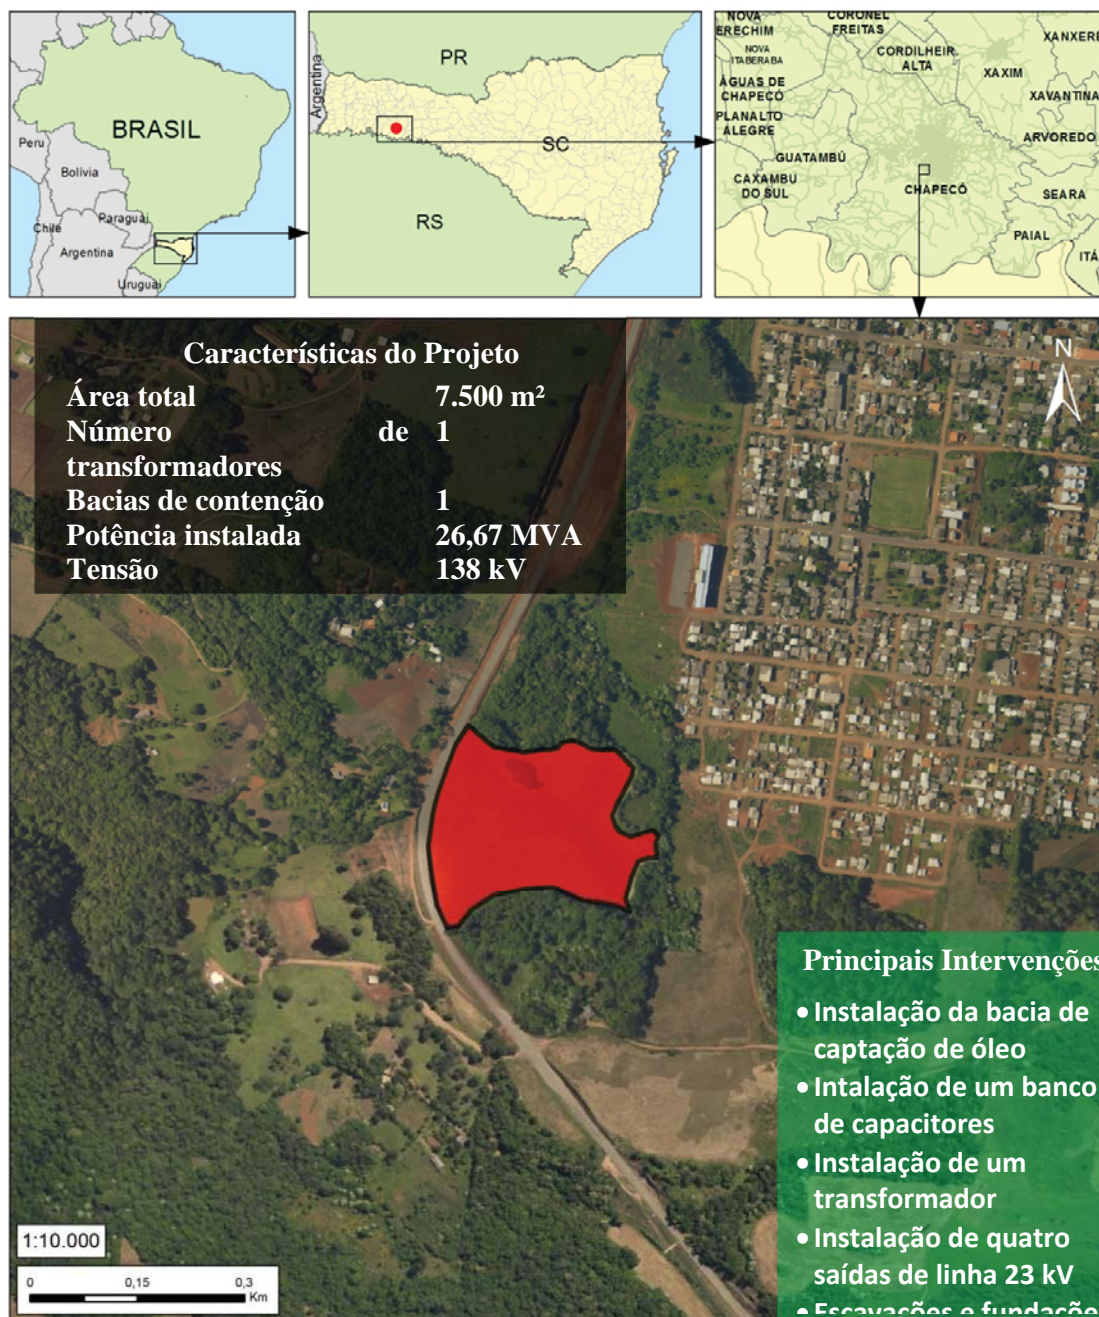 BRASIL
Peru
Bolívia
Paraguai
Chile
Argentina
Uruguai
Argentina
PR
SC
RS
NOVA
ERECHIM
CORONEL
FREITAS
NOVA
ITABERABA
CORDILHEIR
ALTA
XANXERÊ
XAXIM
ÁGUAS DE
CHAPECÓ
XAVANTINA
PLANALTO
ALEGRE
ARVOREDO
GUATAMBÚ
CAXAMBU
DO SUL
CHAPECÓ
SEARA
PAIAL
ITÁ
Características do Projeto
Área total 7.500 m²
Número de 1
transformadores
Bacias de contenção 1
Potência instalada 26,67 MVA
Tensão 138 kV
N
Principais Intervenções
• Instalação da bacia de
captação de óleo
• Intalação de um banco
de capacitores
• Instalação de um
transformador
• Instalação de quatro
saídas de linha 23 kV
• Escavações e fundaçõe
1:10.000
0 0,15 0,3
Km